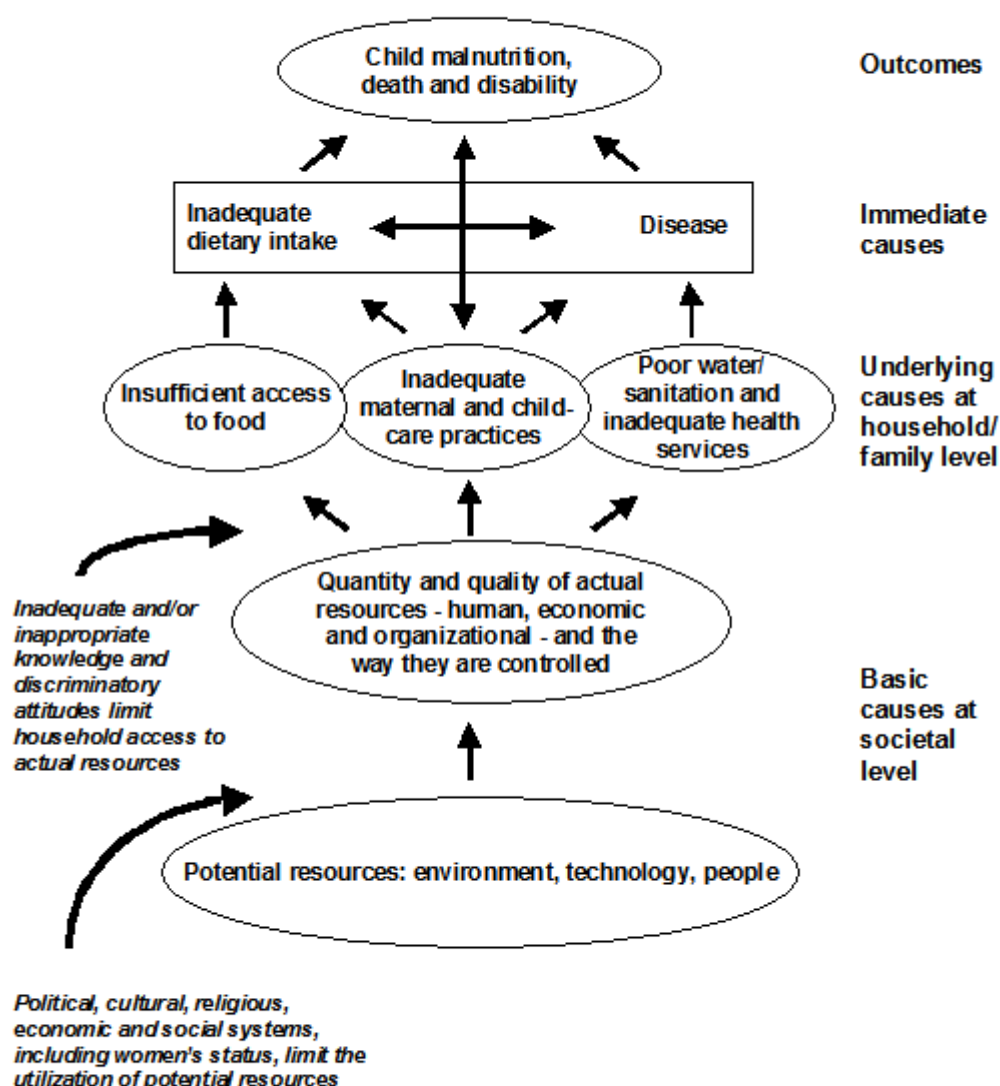 Child malnutrition,
death and disability
Outcomes
Inadequate
dietary intake
Disease
Immediate
causes
Insufficient access
to food
Inadequate
maternal and child-
care practices
Poor water/
sanitation and
inadequate health
services
Underlying
causes at
household/
family level
Quantity and quality of actual
resources - human, economic
and organizational - and the
way they are controlled
Inadequate and/or
inappropriate
knowledge and
discriminatory
attitudes limit
household access to
actual resources
Basic
causes at
societal
level
Potential resources: environment, technology, people
Political, cultural, religious,
economic and social systems,
including women's status, limit the
utilization of potential resources